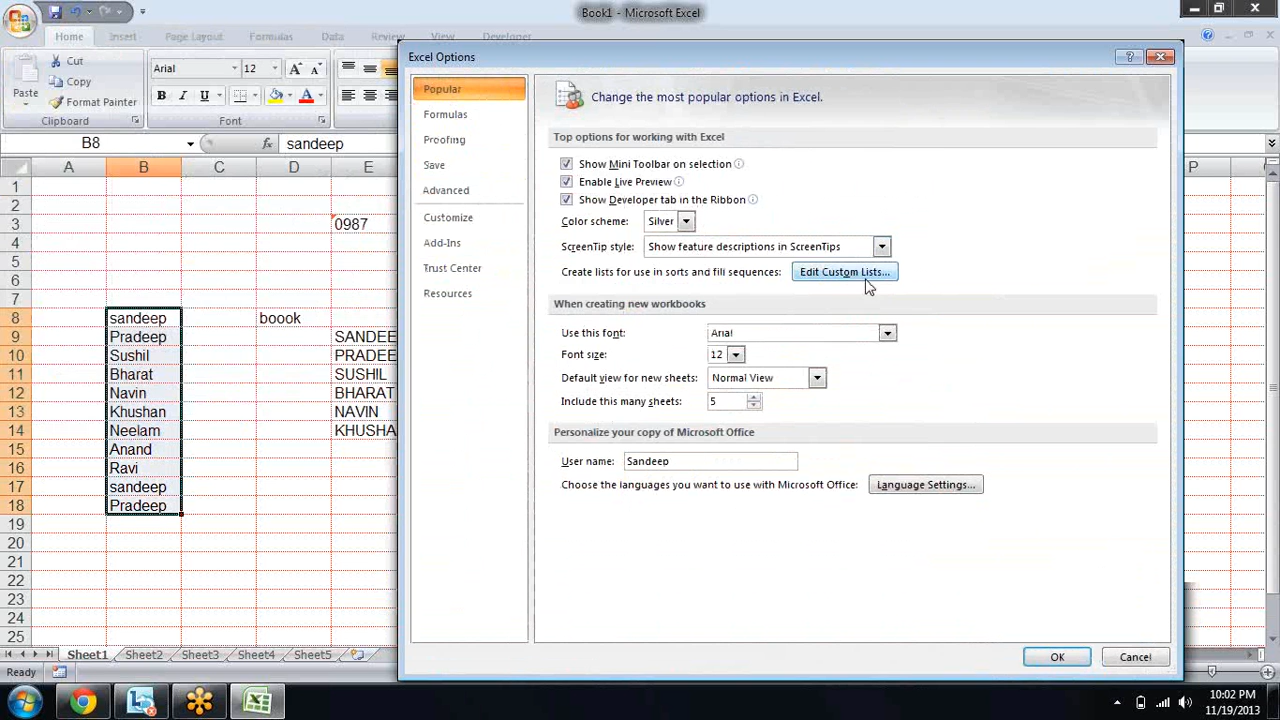 Book1 - Microsoft Excel
Home Insert Page Layout Formulas Data Review View Developer
Paste
Cut
Copy
Format Painter
Clipboard
Arial 12
B I U
Font
B8 fx sandeep
A B C D E P
1
2
3 0987
4
5
6
7
8 sandeep boook
9 Pradeep SANDEE
10 Sushil PRADEE
11 Bharat SUSHIL
12 Navin BHARAT
13 Khushan NAVIN
14 Neelam KHUSHA
15 Anand
16 Ravi
17 sandeep
18 Pradeep
19
20
21
22
23
24
25
Sheet1 Sheet2 Sheet3 Sheet4 Sheet5
Ready
Excel Options
Popular
Formulas
Proofing
Save
Advanced
Customize
Add-Ins
Trust Center
Resources
Change the most popular options in Excel.
Top options for working with Excel
Show Mini Toolbar on selection
Enable Live Preview
Show Developer tab in the Ribbon
Color scheme: Silver
ScreenTip style: Show feature descriptions in ScreenTips
Create lists for use in sorts and fill sequences: Edit Custom Lists...
When creating new workbooks
Use this font: Arial
Font size: 12
Default view for new sheets: Normal View
Include this many sheets: 5
Personalize your copy of Microsoft Office
User name: Sandeep
Choose the languages you want to use with Microsoft Office: Language Settings...
OK Cancel
10:02 PM
11/19/2013